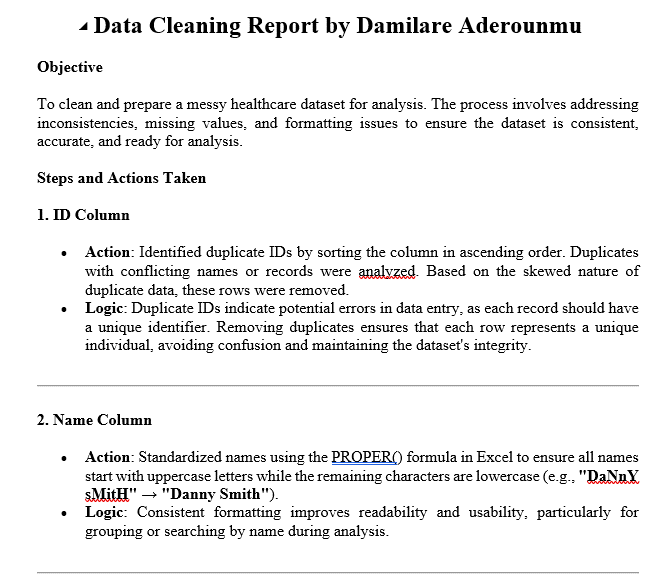 Data Cleaning Report by Damilare Aderounmu
Objective
To clean and prepare a messy healthcare dataset for analysis. The process involves addressing
inconsistencies, missing values, and formatting issues to ensure the dataset is consistent,
accurate, and ready for analysis.
Steps and Actions Taken
1. ID Column
• Action: Identified duplicate IDs by sorting the column in ascending order. Duplicates
with conflicting names or records were analyzed. Based on the skewed nature of
duplicate data, these rows were removed.
• Logic: Duplicate IDs indicate potential errors in data entry, as each record should have
a unique identifier. Removing duplicates ensures that each row represents a unique
individual, avoiding confusion and maintaining the dataset's integrity.
2. Name Column
• Action: Standardized names using the PROPER() formula in Excel to ensure all names
start with uppercase letters while the remaining characters are lowercase (e.g., "DaNnY
sMitH" → "Danny Smith").
• Logic: Consistent formatting improves readability and usability, particularly for
grouping or searching by name during analysis.